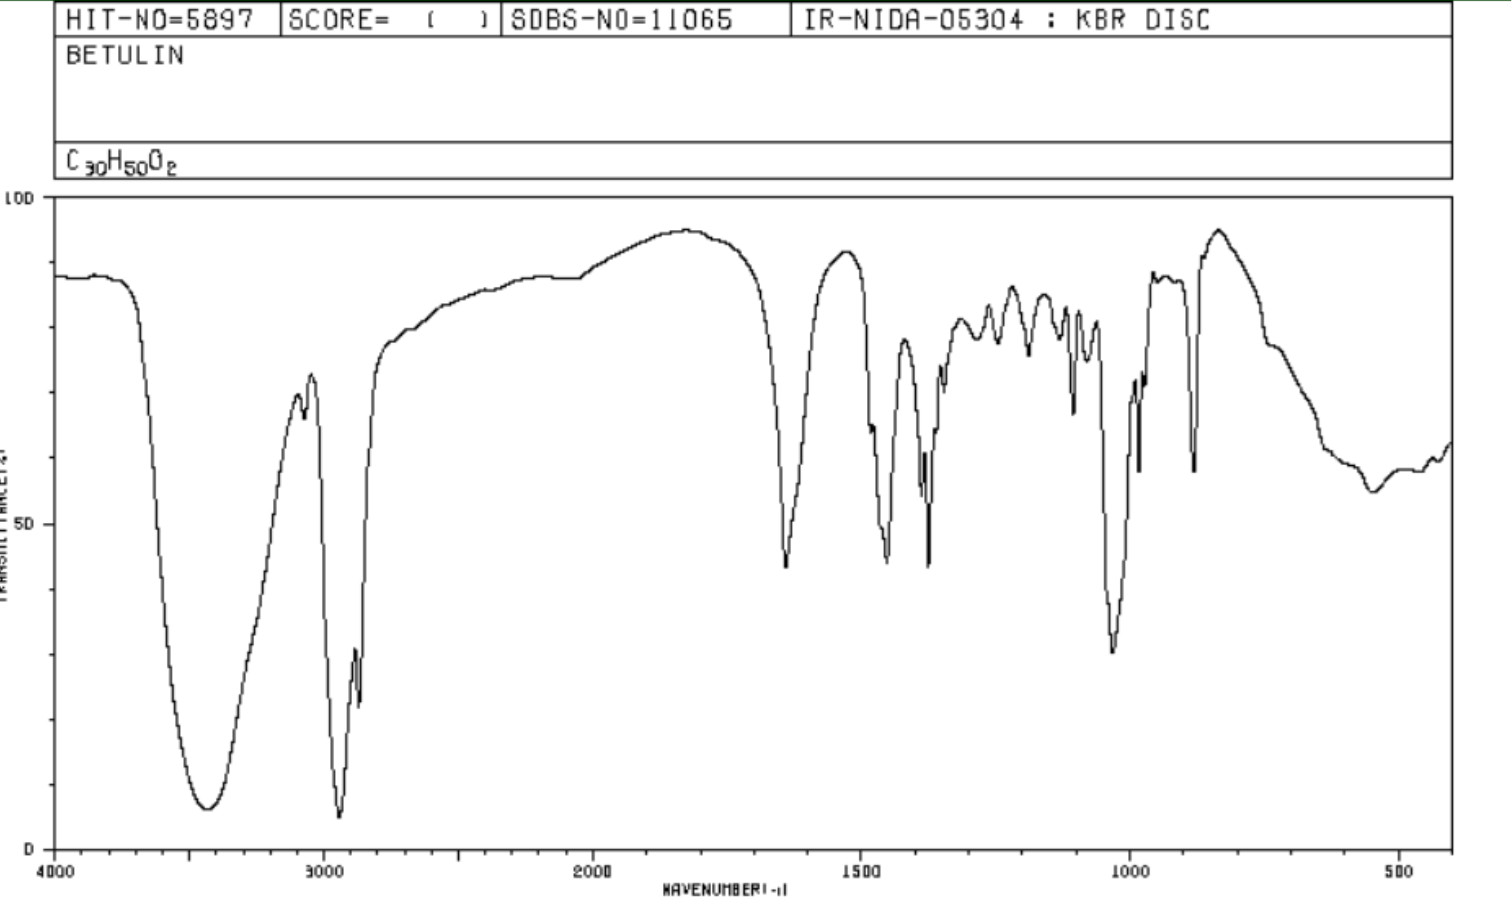 HIT-NO=5897 SCORE= ( ) SDBS-NO=11065 IR-NIDA-05304 : KBR DISC
BETULIN
C30H50O2
100
50
0
4000 3000 2000 1500 1000 500
WAVENUMBER(-1)